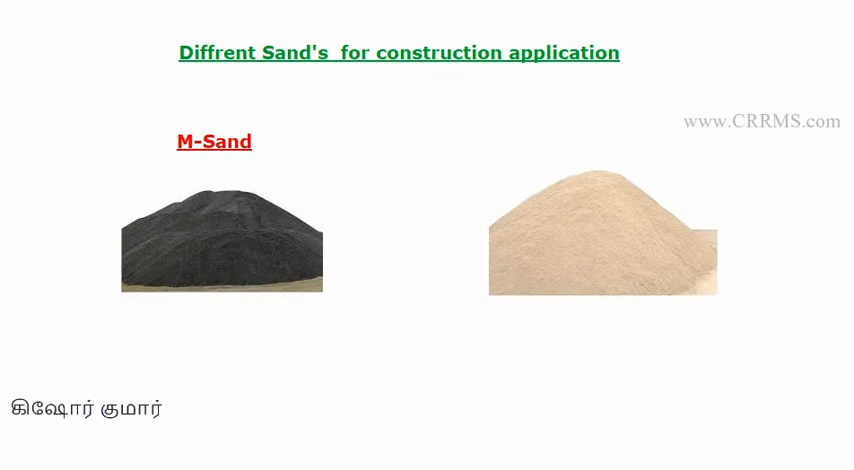 Diffrent Sand's  for construction application
www.CRRMS.com
M-Sand
கிஷோர் குமார்